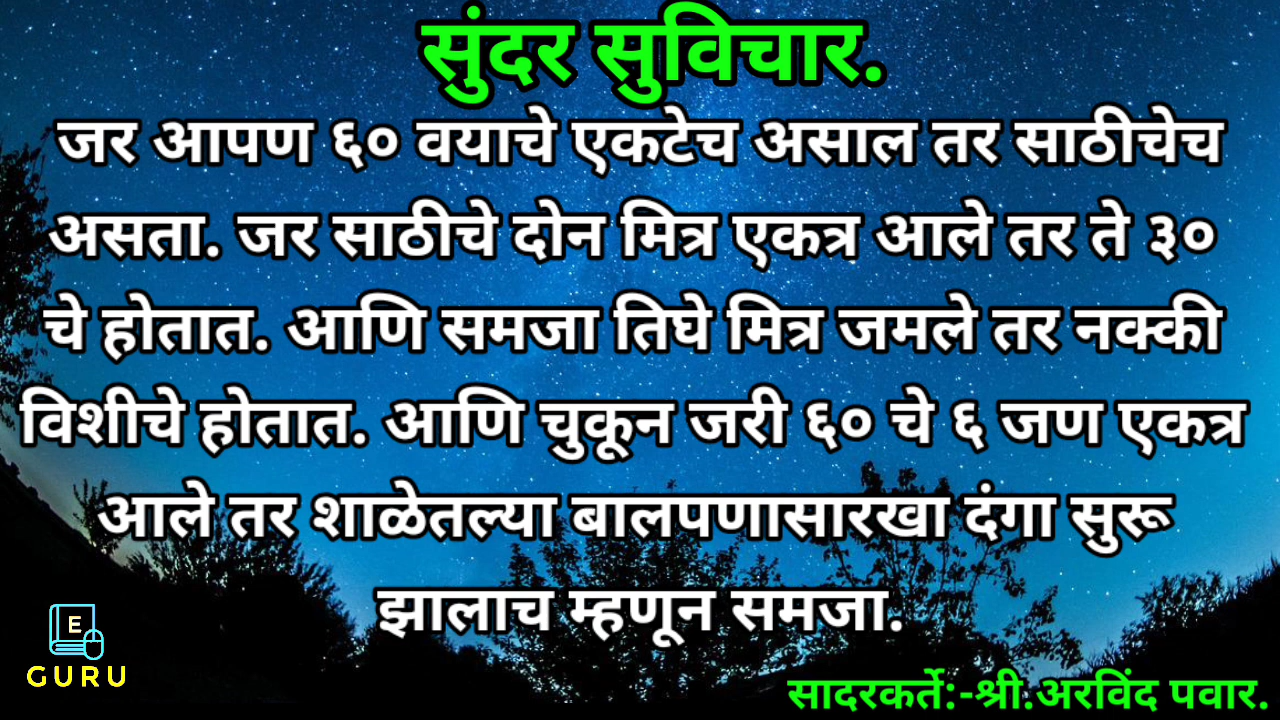 सुंदर सुविचार.
जर आपण ६० वयाचे एकटेच असाल तर साठीचेच
असता. जर साठीचे दोन मित्र एकत्र आले तर ते ३०
चे होतात. आणि समजा तिघे मित्र जमले तर नक्की
विशीचे होतात. आणि चुकून जरी ६० चे ६ जण एकत्र
आले तर शाळेतल्या बालपणासारखा दंगा सुरू
झालाच म्हणून समजा.
E
GURU
सादरकर्ते:-श्री.अरविंद पवार.